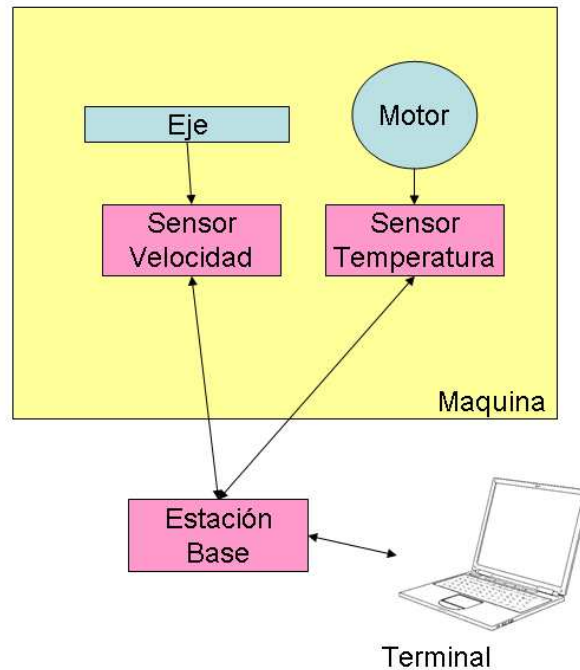 Eje
Motor
Sensor
Velocidad
Sensor
Temperatura
Maquina
Estación
Base
Terminal